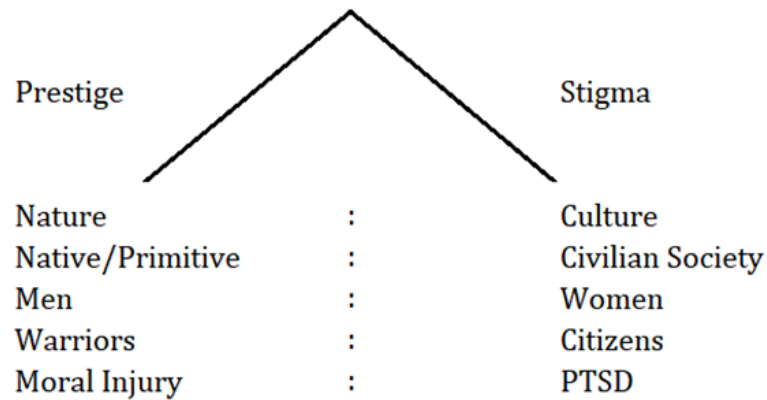 Prestige Stigma
Nature : Culture
Native/Primitive : Civilian Society
Men : Women
Warriors : Citizens
Moral Injury : PTSD